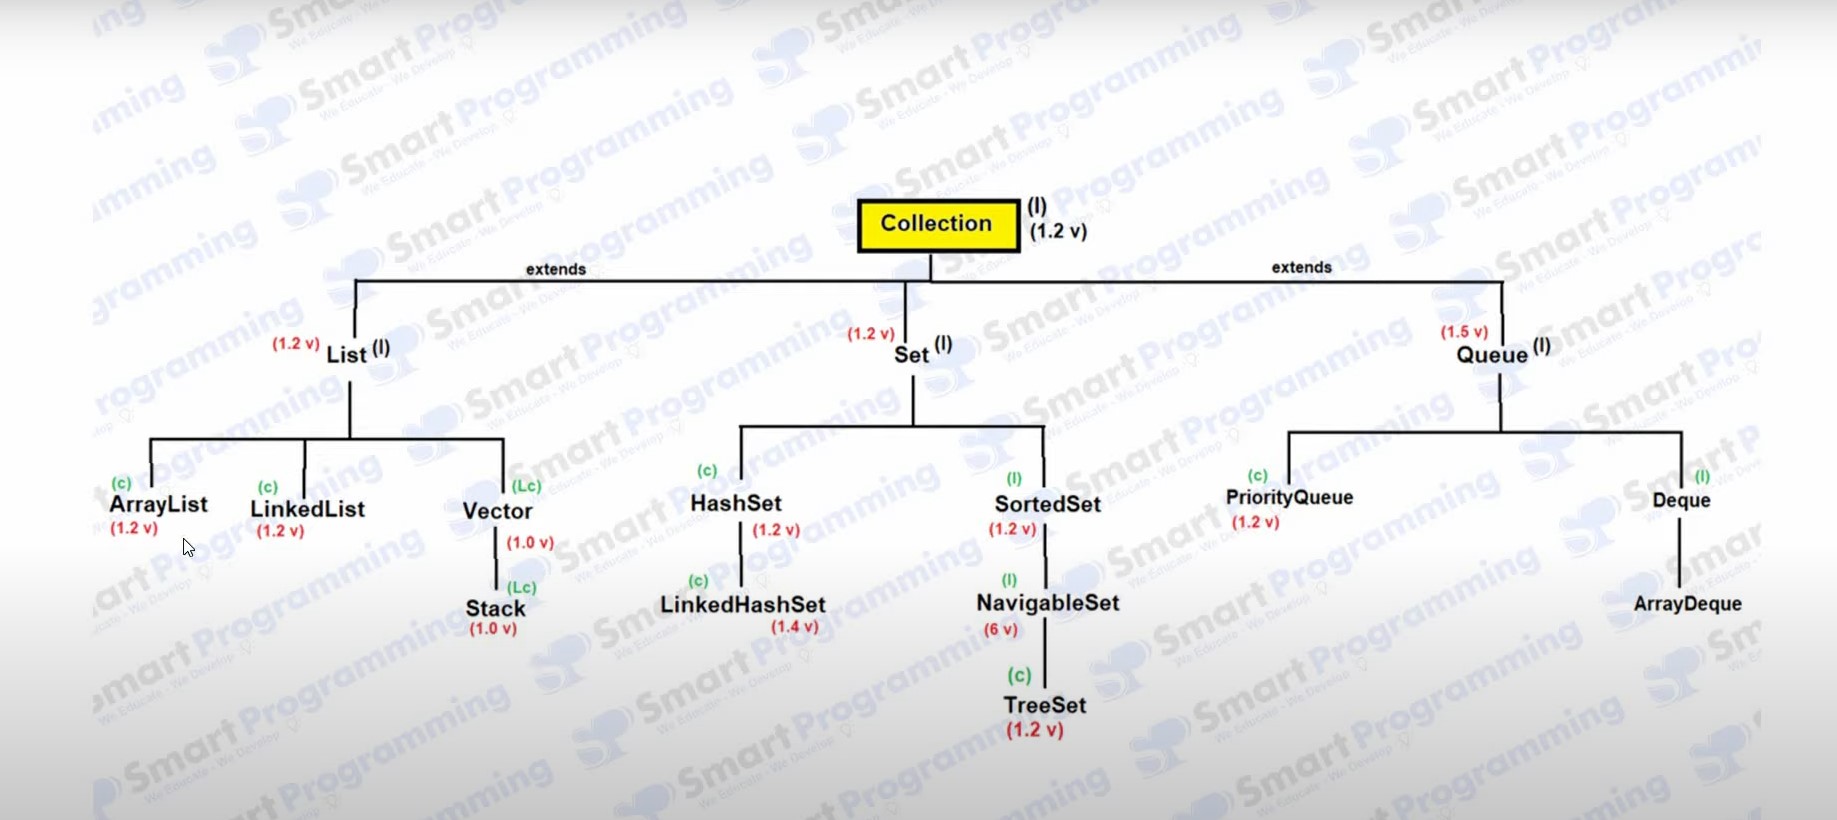 Collection
(I)
(1.2 v)
extends
extends
(1.2 v) List (I)
(1.2 v)
Set (I)
(1.5 v)
Queue (I)
(c)
ArrayList
(1.2 v)
(c)
LinkedList
(1.2 v)
(Lc)
Vector
(1.0 v)
(Lc)
Stack
(1.0 v)
(c)
HashSet
(1.2 v)
(c)
LinkedHashSet
(1.4 v)
(I)
SortedSet
(1.2 v)
(I)
NavigableSet
(6 v)
(c)
TreeSet
(1.2 v)
(c)
PriorityQueue
(1.2 v)
(I)
Deque
ArrayDeque
Smart Programming
We Educate - We Develop